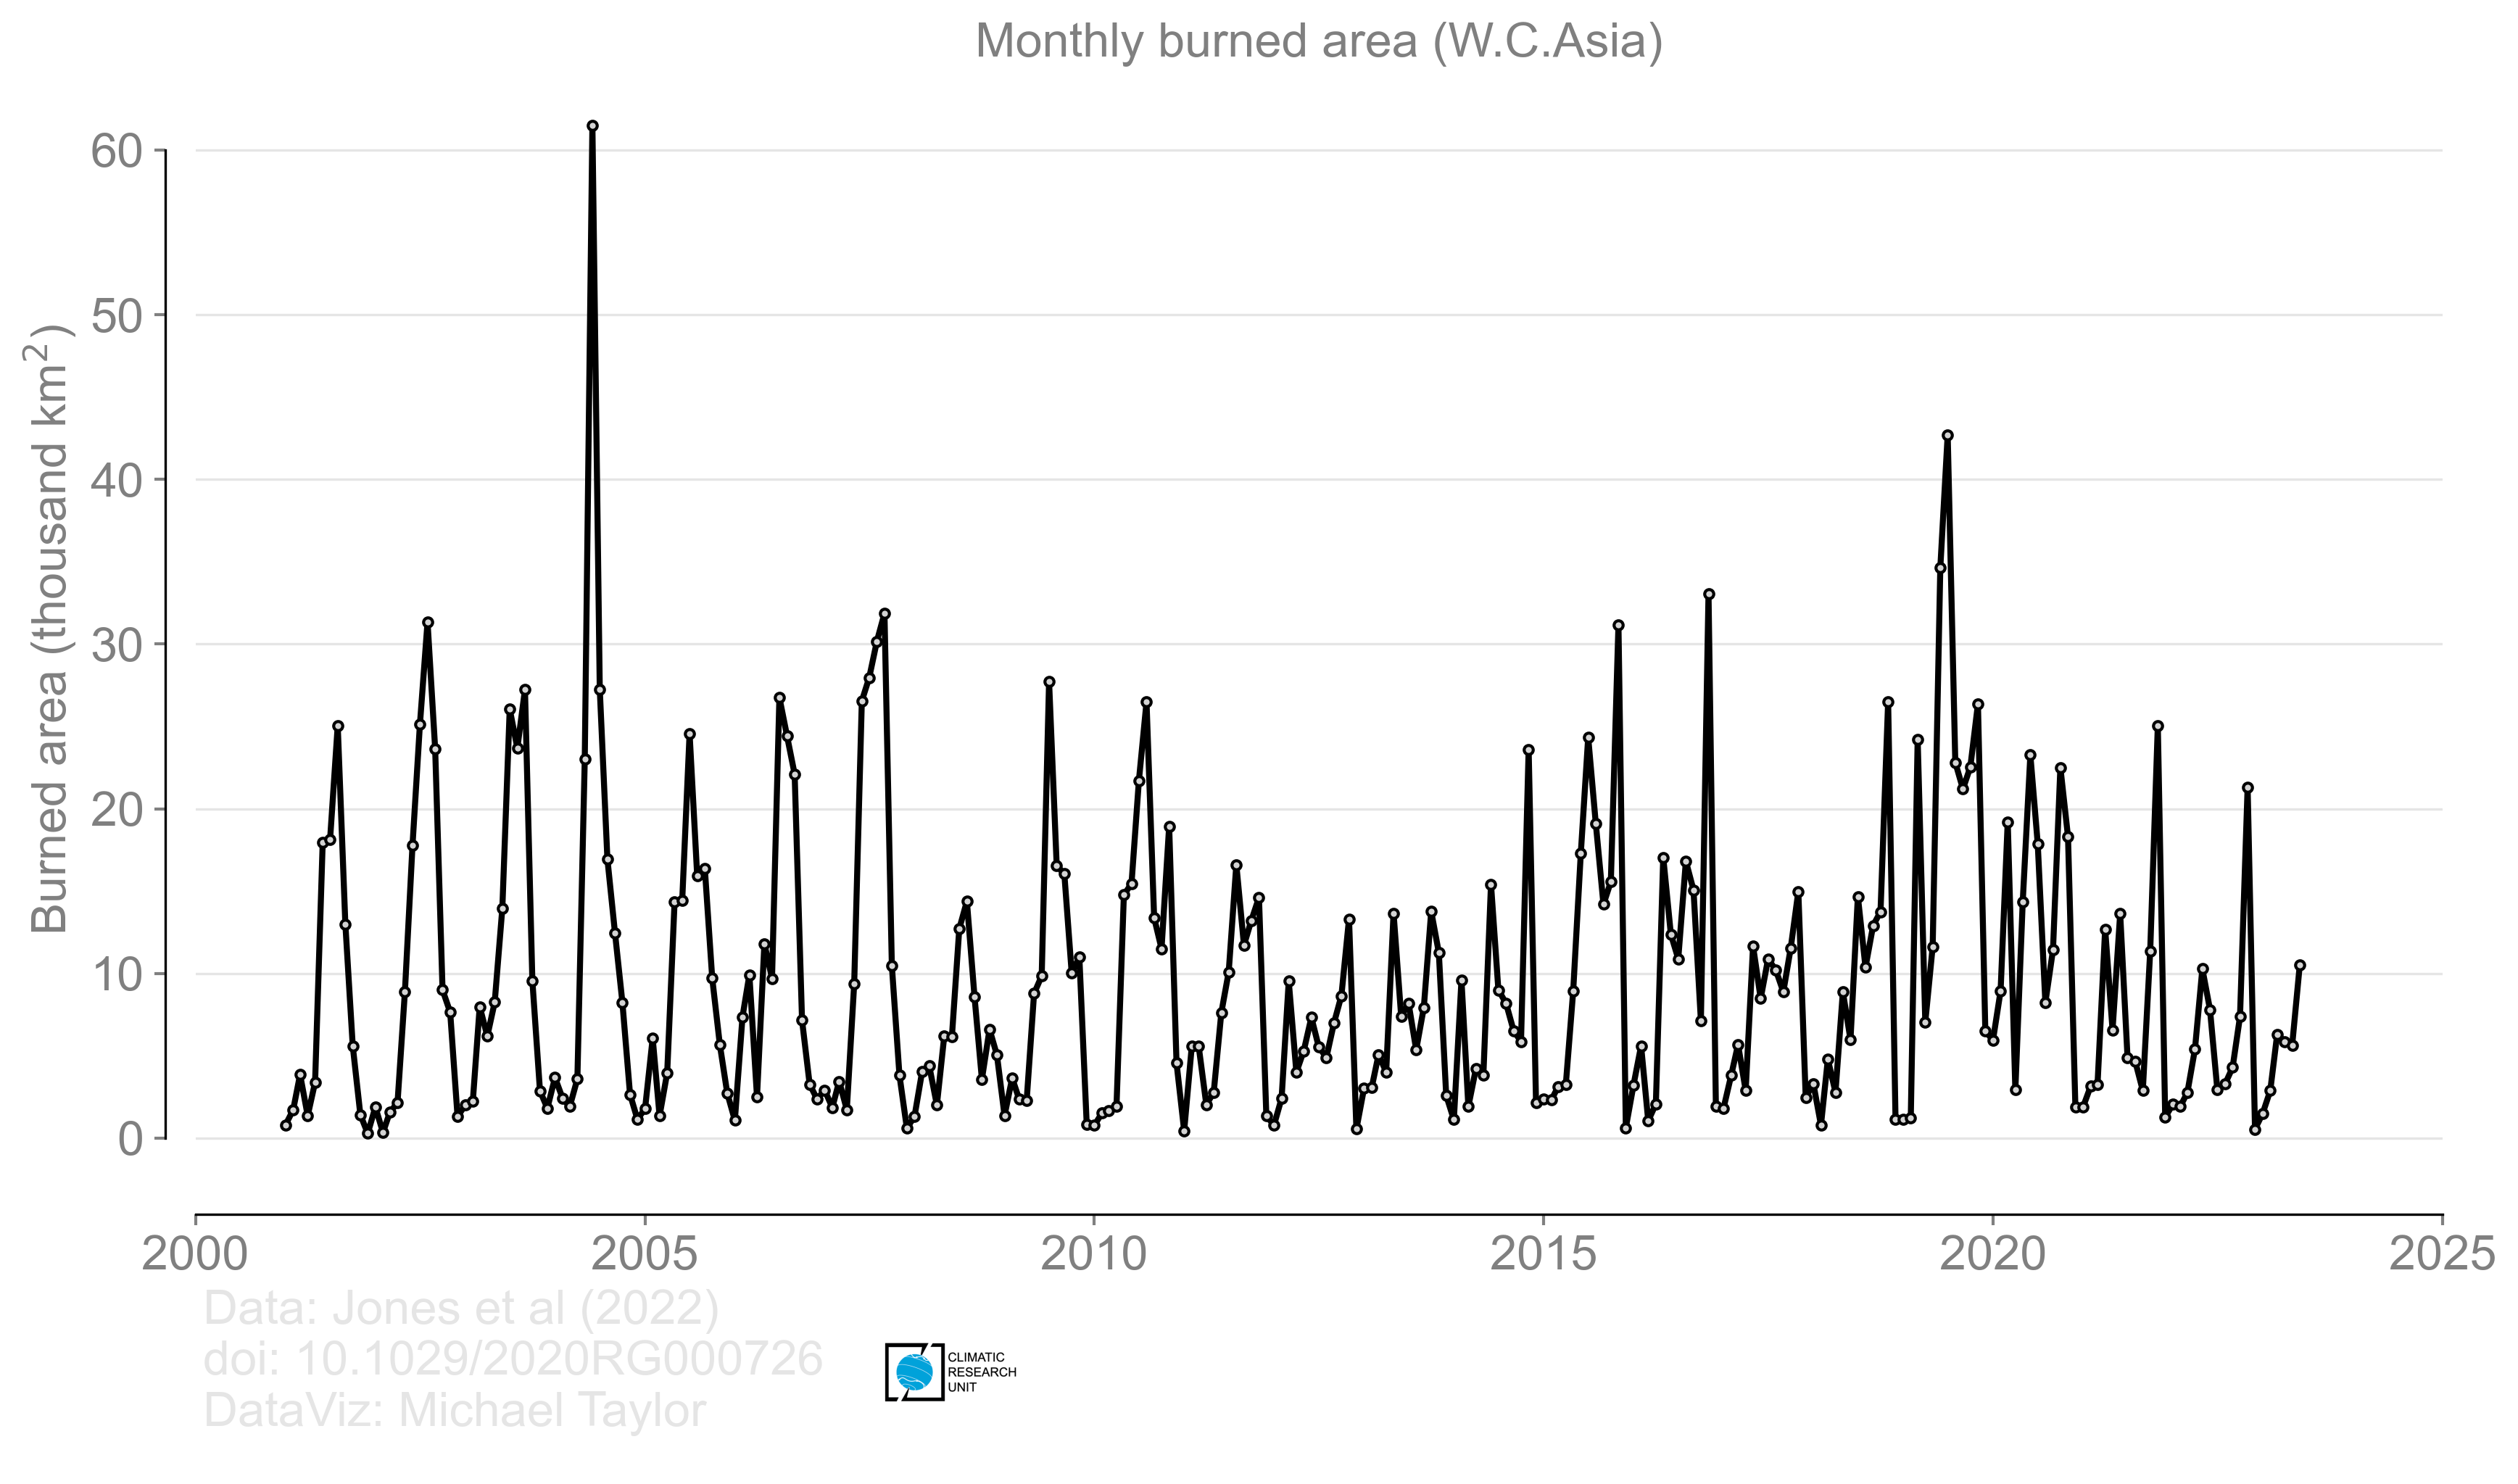 Monthly burned area (W.C.Asia)
Burned area (thousand km²)
60
50
40
30
20
10
0
2000 2005 2010 2015 2020 2025
Data: Jones et al (2022)
doi: 10.1029/2020RG000726
DataViz: Michael Taylor
CLIMATIC
RESEARCH
UNIT